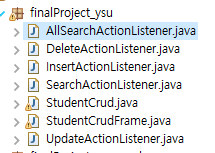 finalProject_ysu
AllSearchActionListener.java
DeleteActionListener.java
InsertActionListener.java
SearchActionListener.java
StudentCrud.java
StudentCrudFrame.java
UpdateActionListener.java